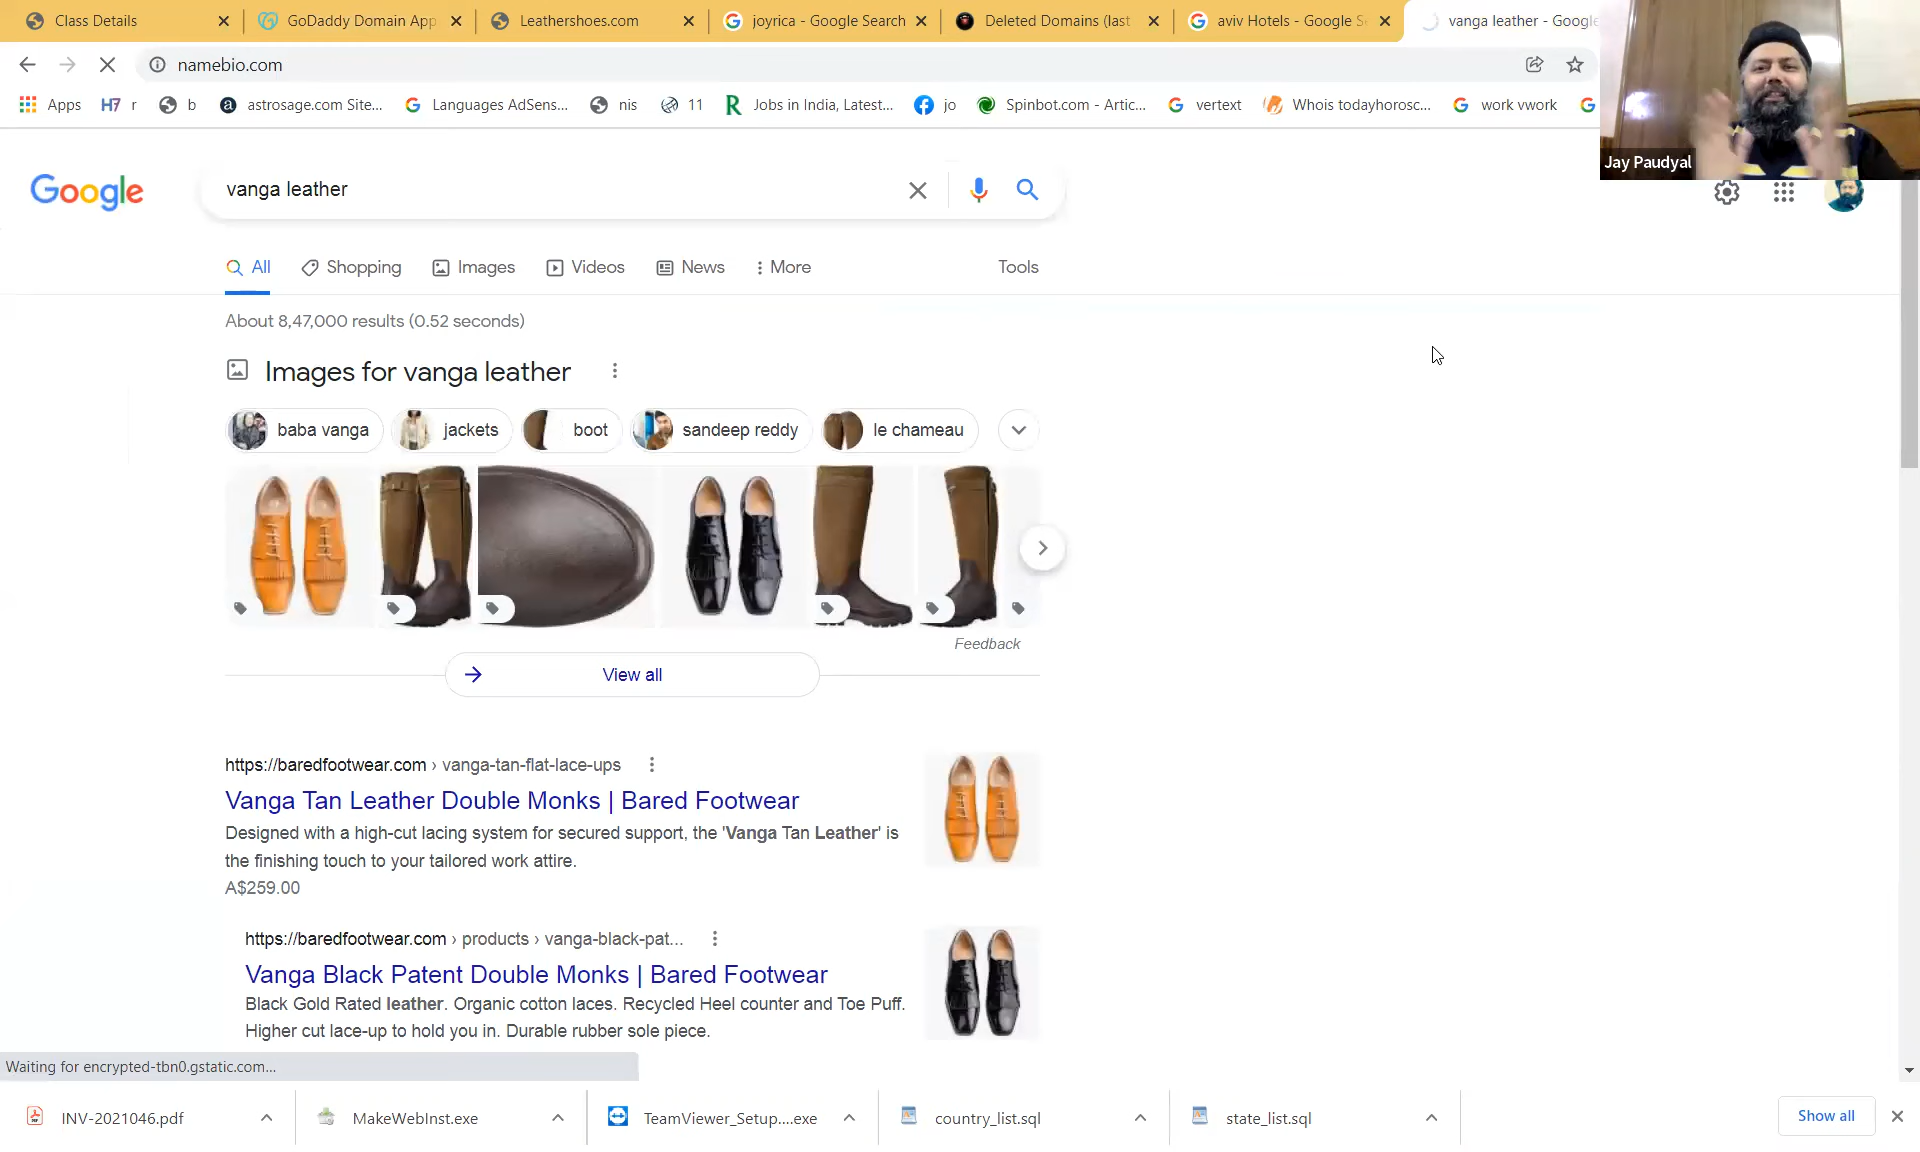 Class Details
GoDaddy Domain App
Leathershoes.com
joyrica - Google Search
Deleted Domains (last
aviv Hotels - Google Se
vanga leather - Google
namebio.com
Apps
H7 r
b
a astrosage.com Site...
Languages AdSens...
nis
11
R Jobs in India, Latest...
jo
Spinbot.com - Artic...
vertext
Whois todayhorosc...
work vwork
Jay Paudyal
Google
vanga leather
All
Shopping
Images
Videos
News
More
Tools
About 8,47,000 results (0.52 seconds)
Images for vanga leather
baba vanga
jackets
boot
sandeep reddy
le chameau
Feedback
View all
https://baredfootwear.com › vanga-tan-flat-lace-ups
Vanga Tan Leather Double Monks | Bared Footwear
Designed with a high-cut lacing system for secured support, the 'Vanga Tan Leather' is
the finishing touch to your tailored work attire.
A$259.00
https://baredfootwear.com › products › vanga-black-pat...
Vanga Black Patent Double Monks | Bared Footwear
Black Gold Rated leather. Organic cotton laces. Recycled Heel counter and Toe Puff.
Higher cut lace-up to hold you in. Durable rubber sole piece.
Waiting for encrypted-tbn0.gstatic.com...
INV-2021046.pdf
MakeWebInst.exe
TeamViewer_Setup....exe
country_list.sql
state_list.sql
Show all